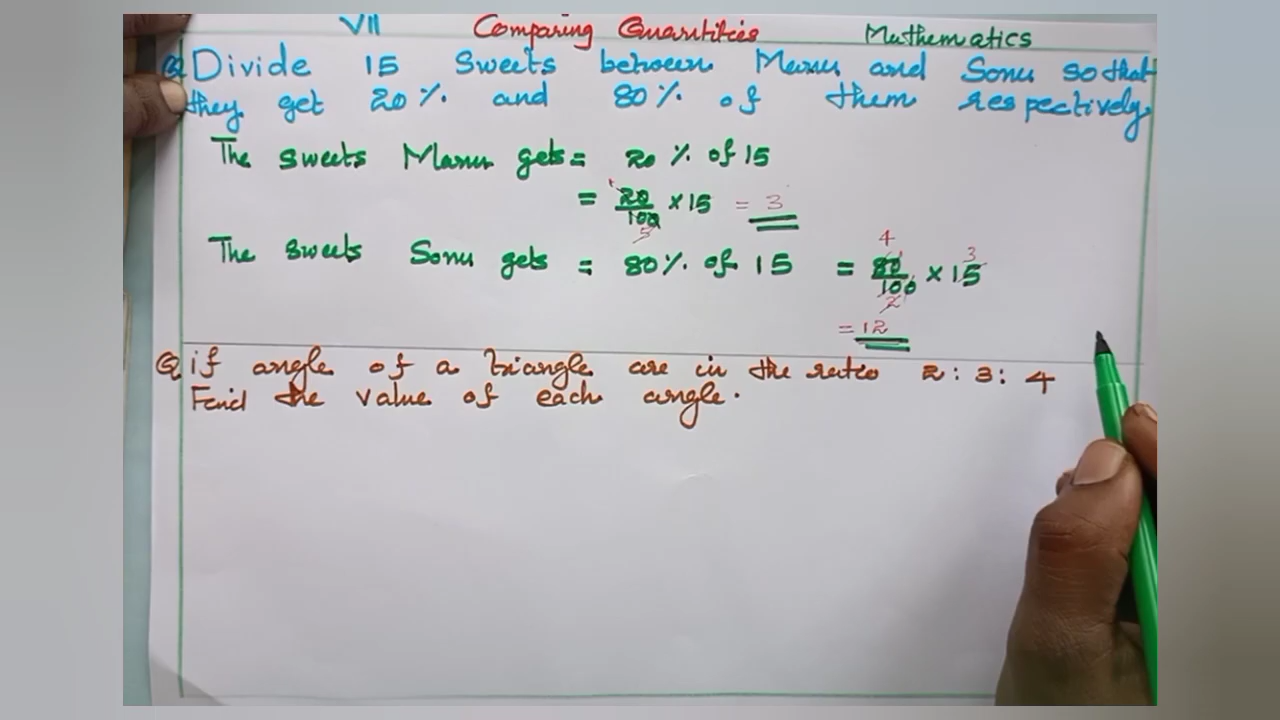 VII Comparing Quantities Mathematics
Q Divide 15 Sweets between Manu and Sonu so that
they get 20% and 80% of them respectively
The sweets Manu gets = 20% of 15
= 20/100 × 15 = 3
The sweets Sonu gets = 80% of 15 = 80/100 × 15
= 12
Q if angle of a triangle are in the ratio 2 : 3 : 4
Find the value of each angle.